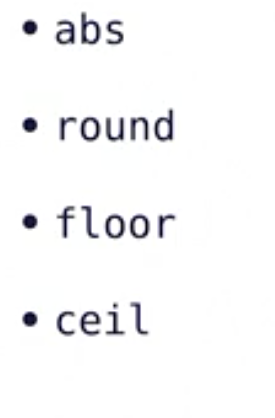 • abs
• round
• floor
• ceil